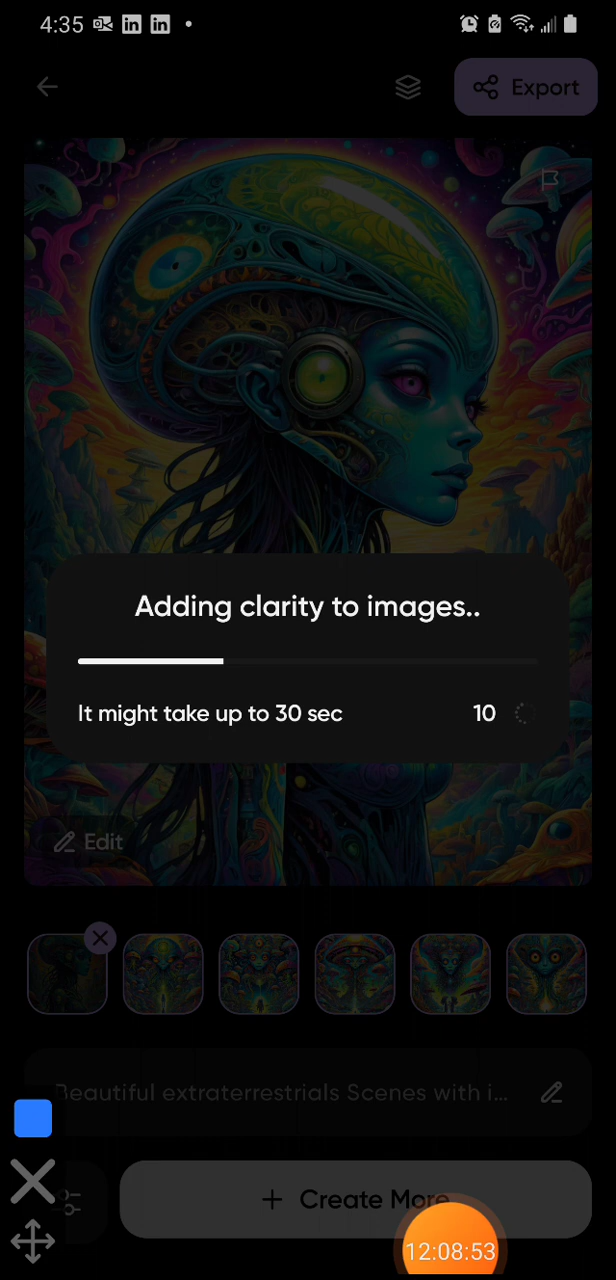 4:35
Export
Adding clarity to images..
It might take up to 30 sec
10
Edit
Beautiful extraterrestrials Scenes with i...
+ Create More
12:08:53